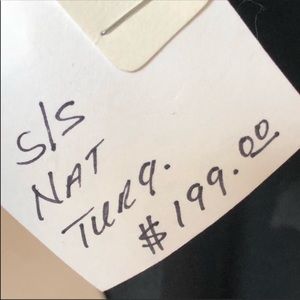 S/S
NAT
TURQ.
$199.00